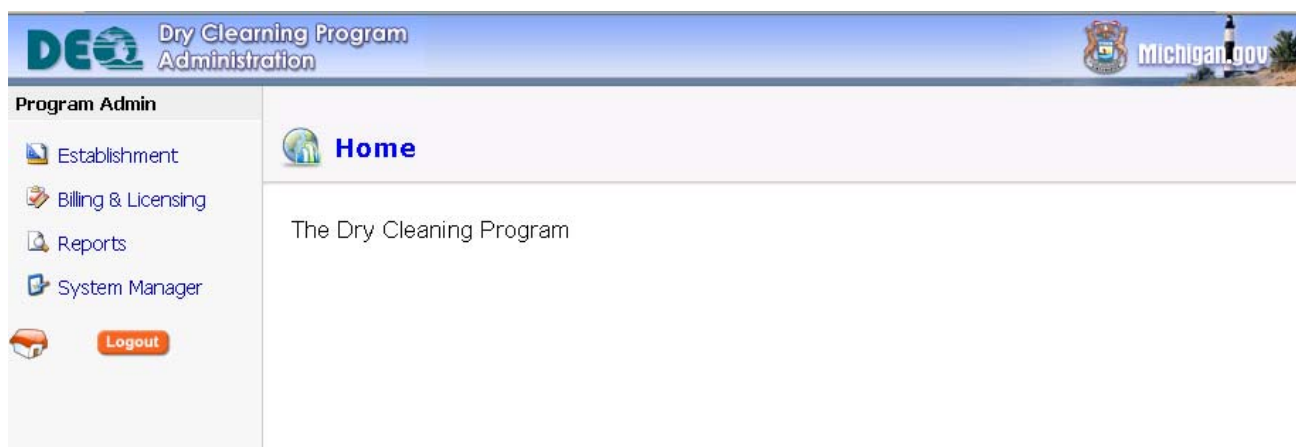 DEQ Dry Clearning Program
Administration
Michigan.gov
Program Admin
Establishment
Billing & Licensing
Reports
System Manager
Logout
Home
The Dry Cleaning Program